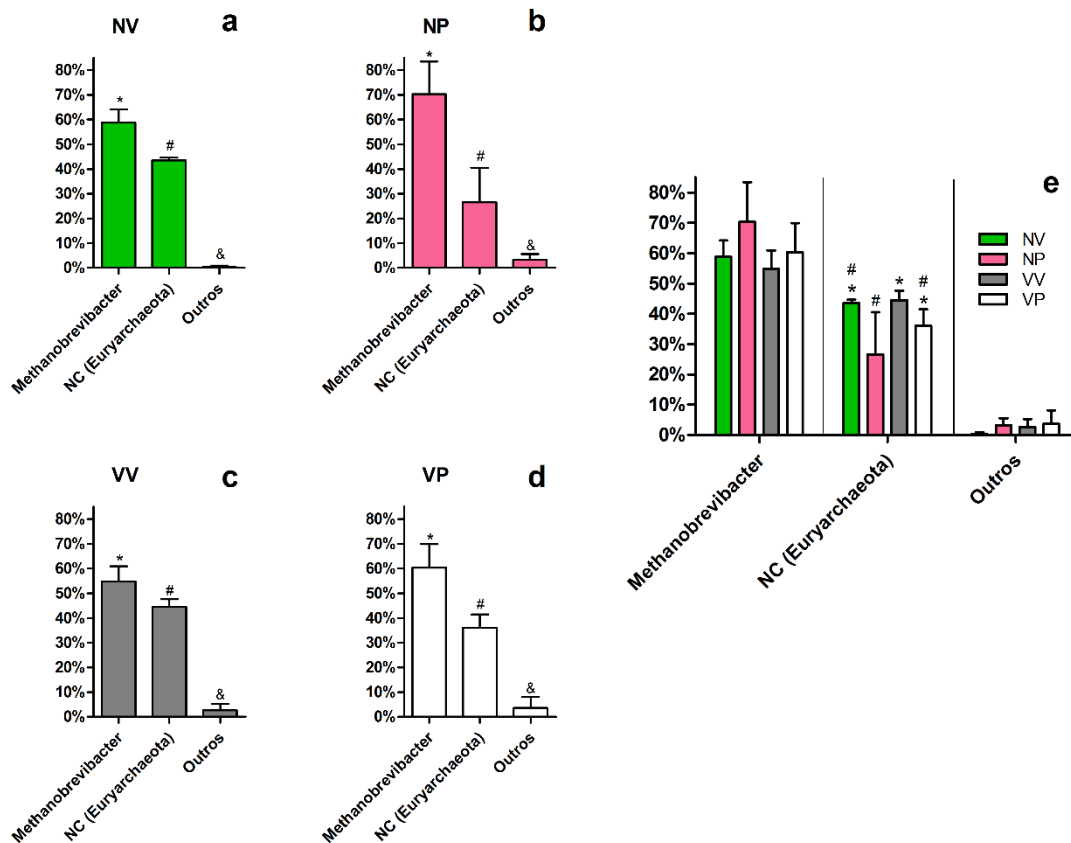 NV
a
80%
70%
60%
50%
40%
30%
20%
10%
0%
*
#
&
Methanobrevibacter
NC (Euryarchaeota)
Outros
NP
b
80%
70%
60%
50%
40%
30%
20%
10%
0%
*
#
&
Methanobrevibacter
NC (Euryarchaeota)
Outros
e
80%
70%
60%
50%
40%
30%
20%
10%
0%
#
*
#
*
#
*
NV
NP
VV
VP
Methanobrevibacter
NC (Euryarchaeota)
Outros
VV
c
80%
70%
60%
50%
40%
30%
20%
10%
0%
*
#
&
Methanobrevibacter
NC (Euryarchaeota)
Outros
VP
d
80%
70%
60%
50%
40%
30%
20%
10%
0%
*
#
&
Methanobrevibacter
NC (Euryarchaeota)
Outros